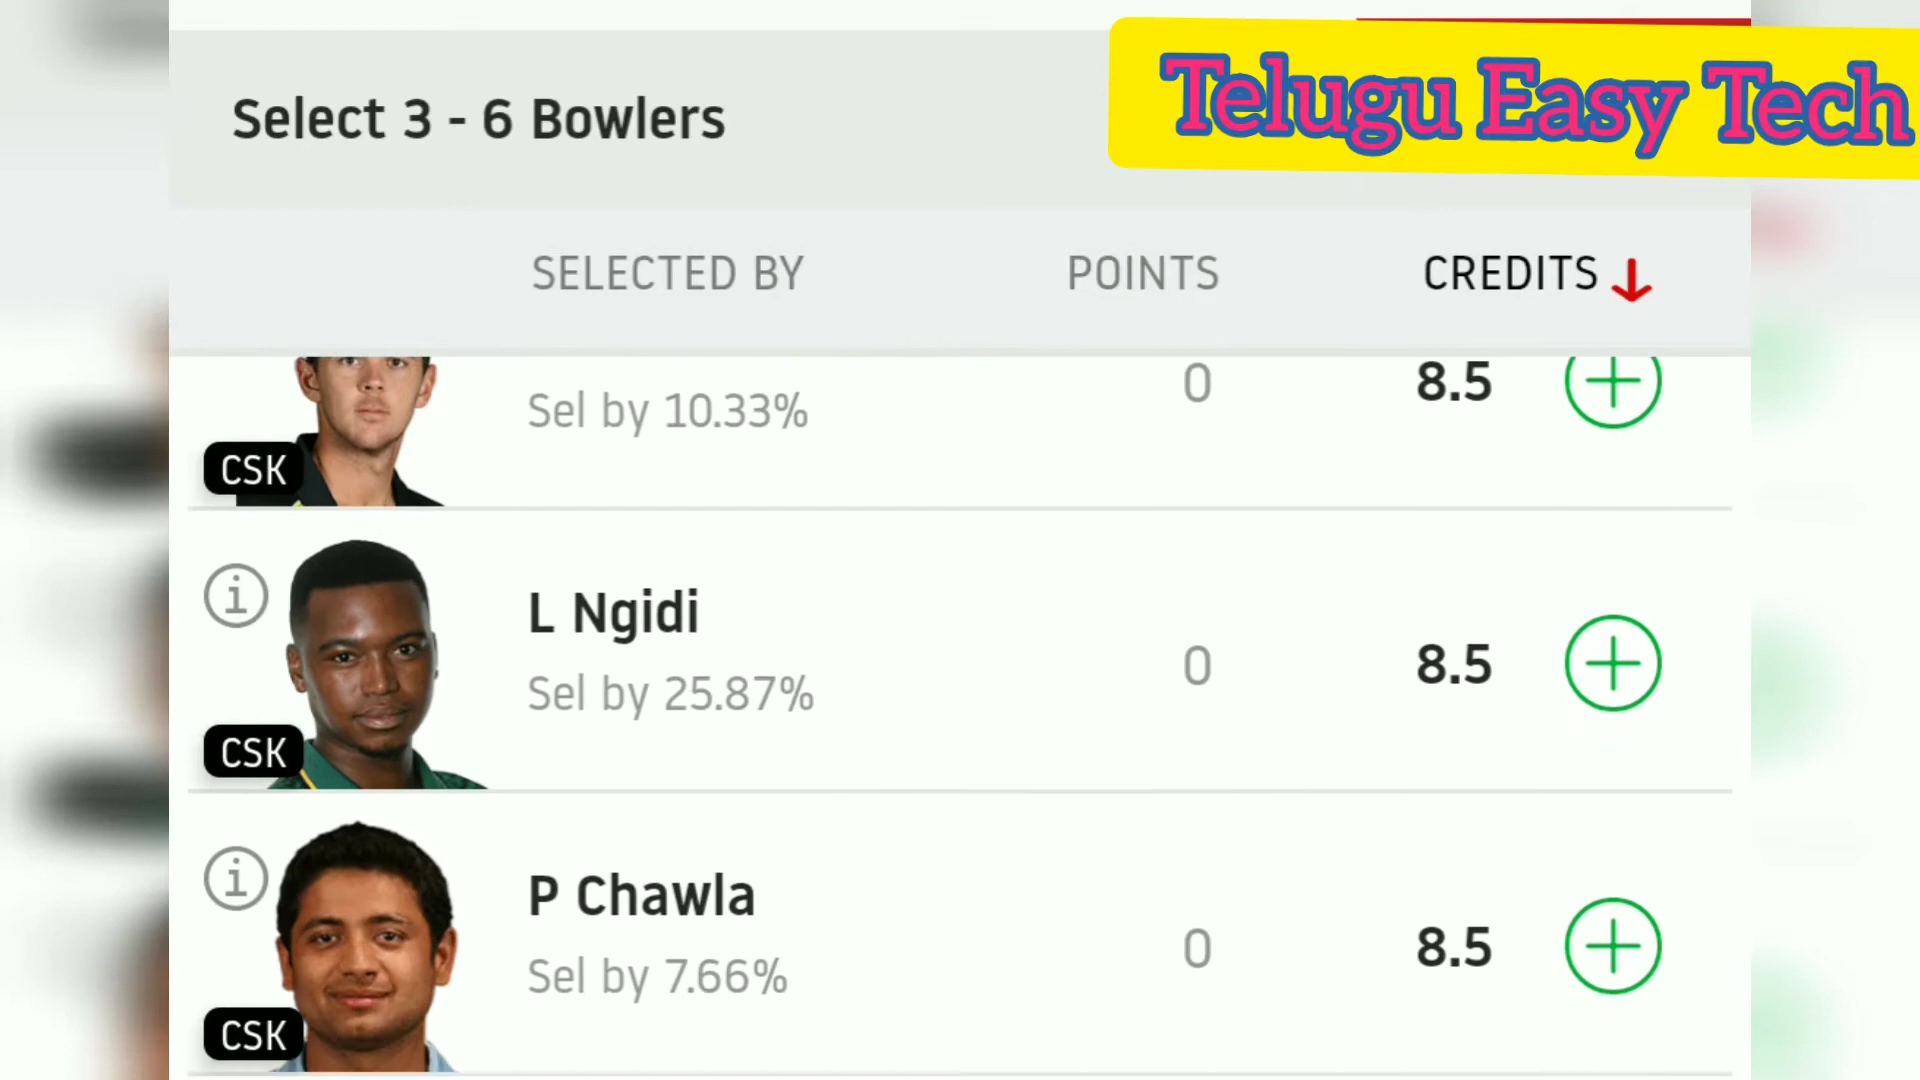 Telugu Easy Tech
Select 3 - 6 Bowlers
SELECTED BY POINTS CREDITS
Sel by 10.33% 0 8.5
CSK
i
L Ngidi
Sel by 25.87% 0 8.5
CSK
i
P Chawla
Sel by 7.66% 0 8.5
CSK